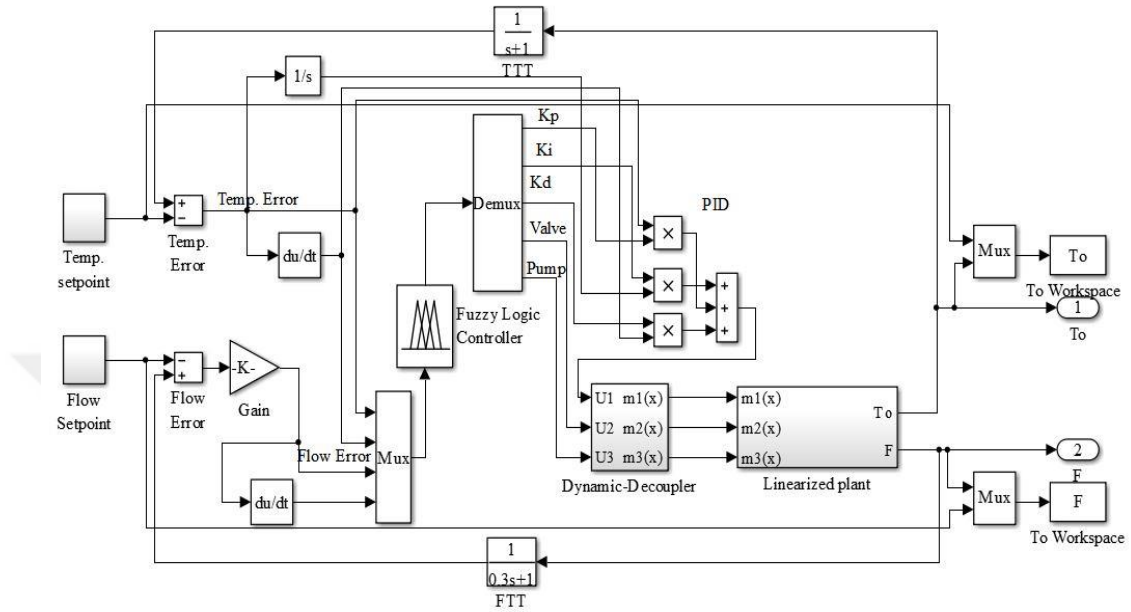 1
s+1
TTT
1/s
Kp
Ki
Kd
Valve
Pump
Demux
PID
×
×
×
+
+
+
+
−
Temp. Error
Temp.
Error
Temp.
setpoint
du/dt
Fuzzy Logic
Controller
Mux
To
To Workspace
1
To
−
+
Flow
Error
-K-
Gain
Flow
Setpoint
Flow Error
Mux
du/dt
U1 m1(x)
U2 m2(x)
U3 m3(x)
Dynamic-Decoupler
m1(x)
m2(x)
m3(x)
To
F
Linearized plant
2
F
Mux
F
To Workspace
1
0.3s+1
FTT